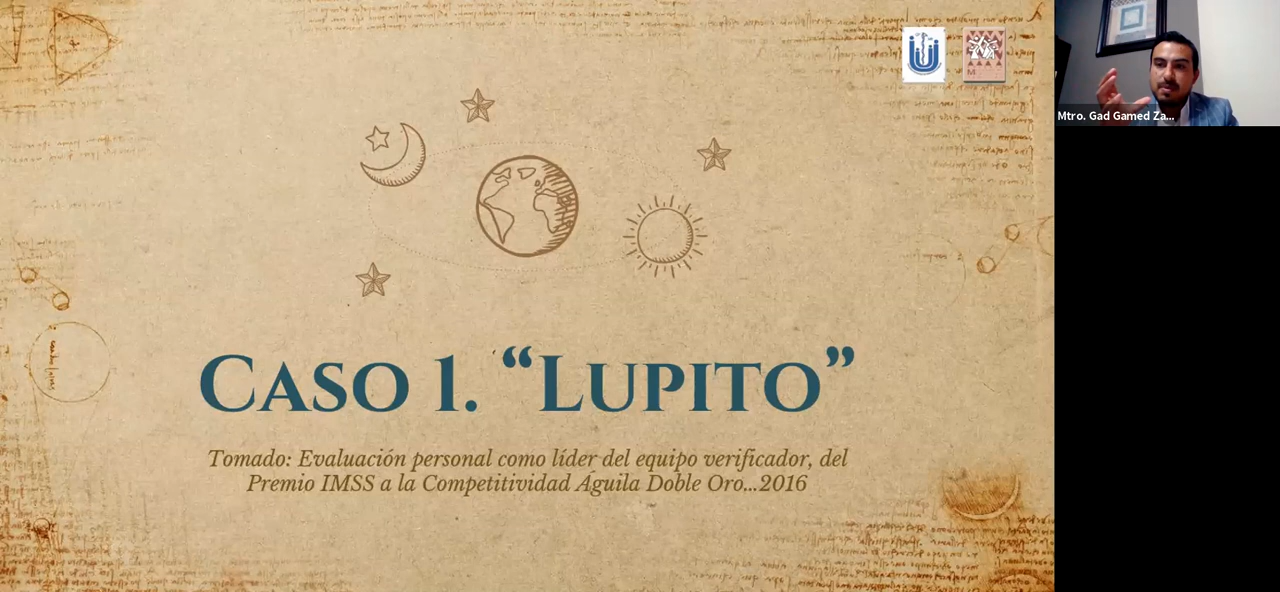 Caso 1. “Lupito”
Tomado: Evaluación personal como líder del equipo verificador, del
Premio IMSS a la Competitividad Águila Doble Oro...2016
Mtro. Gad Gamed Za...